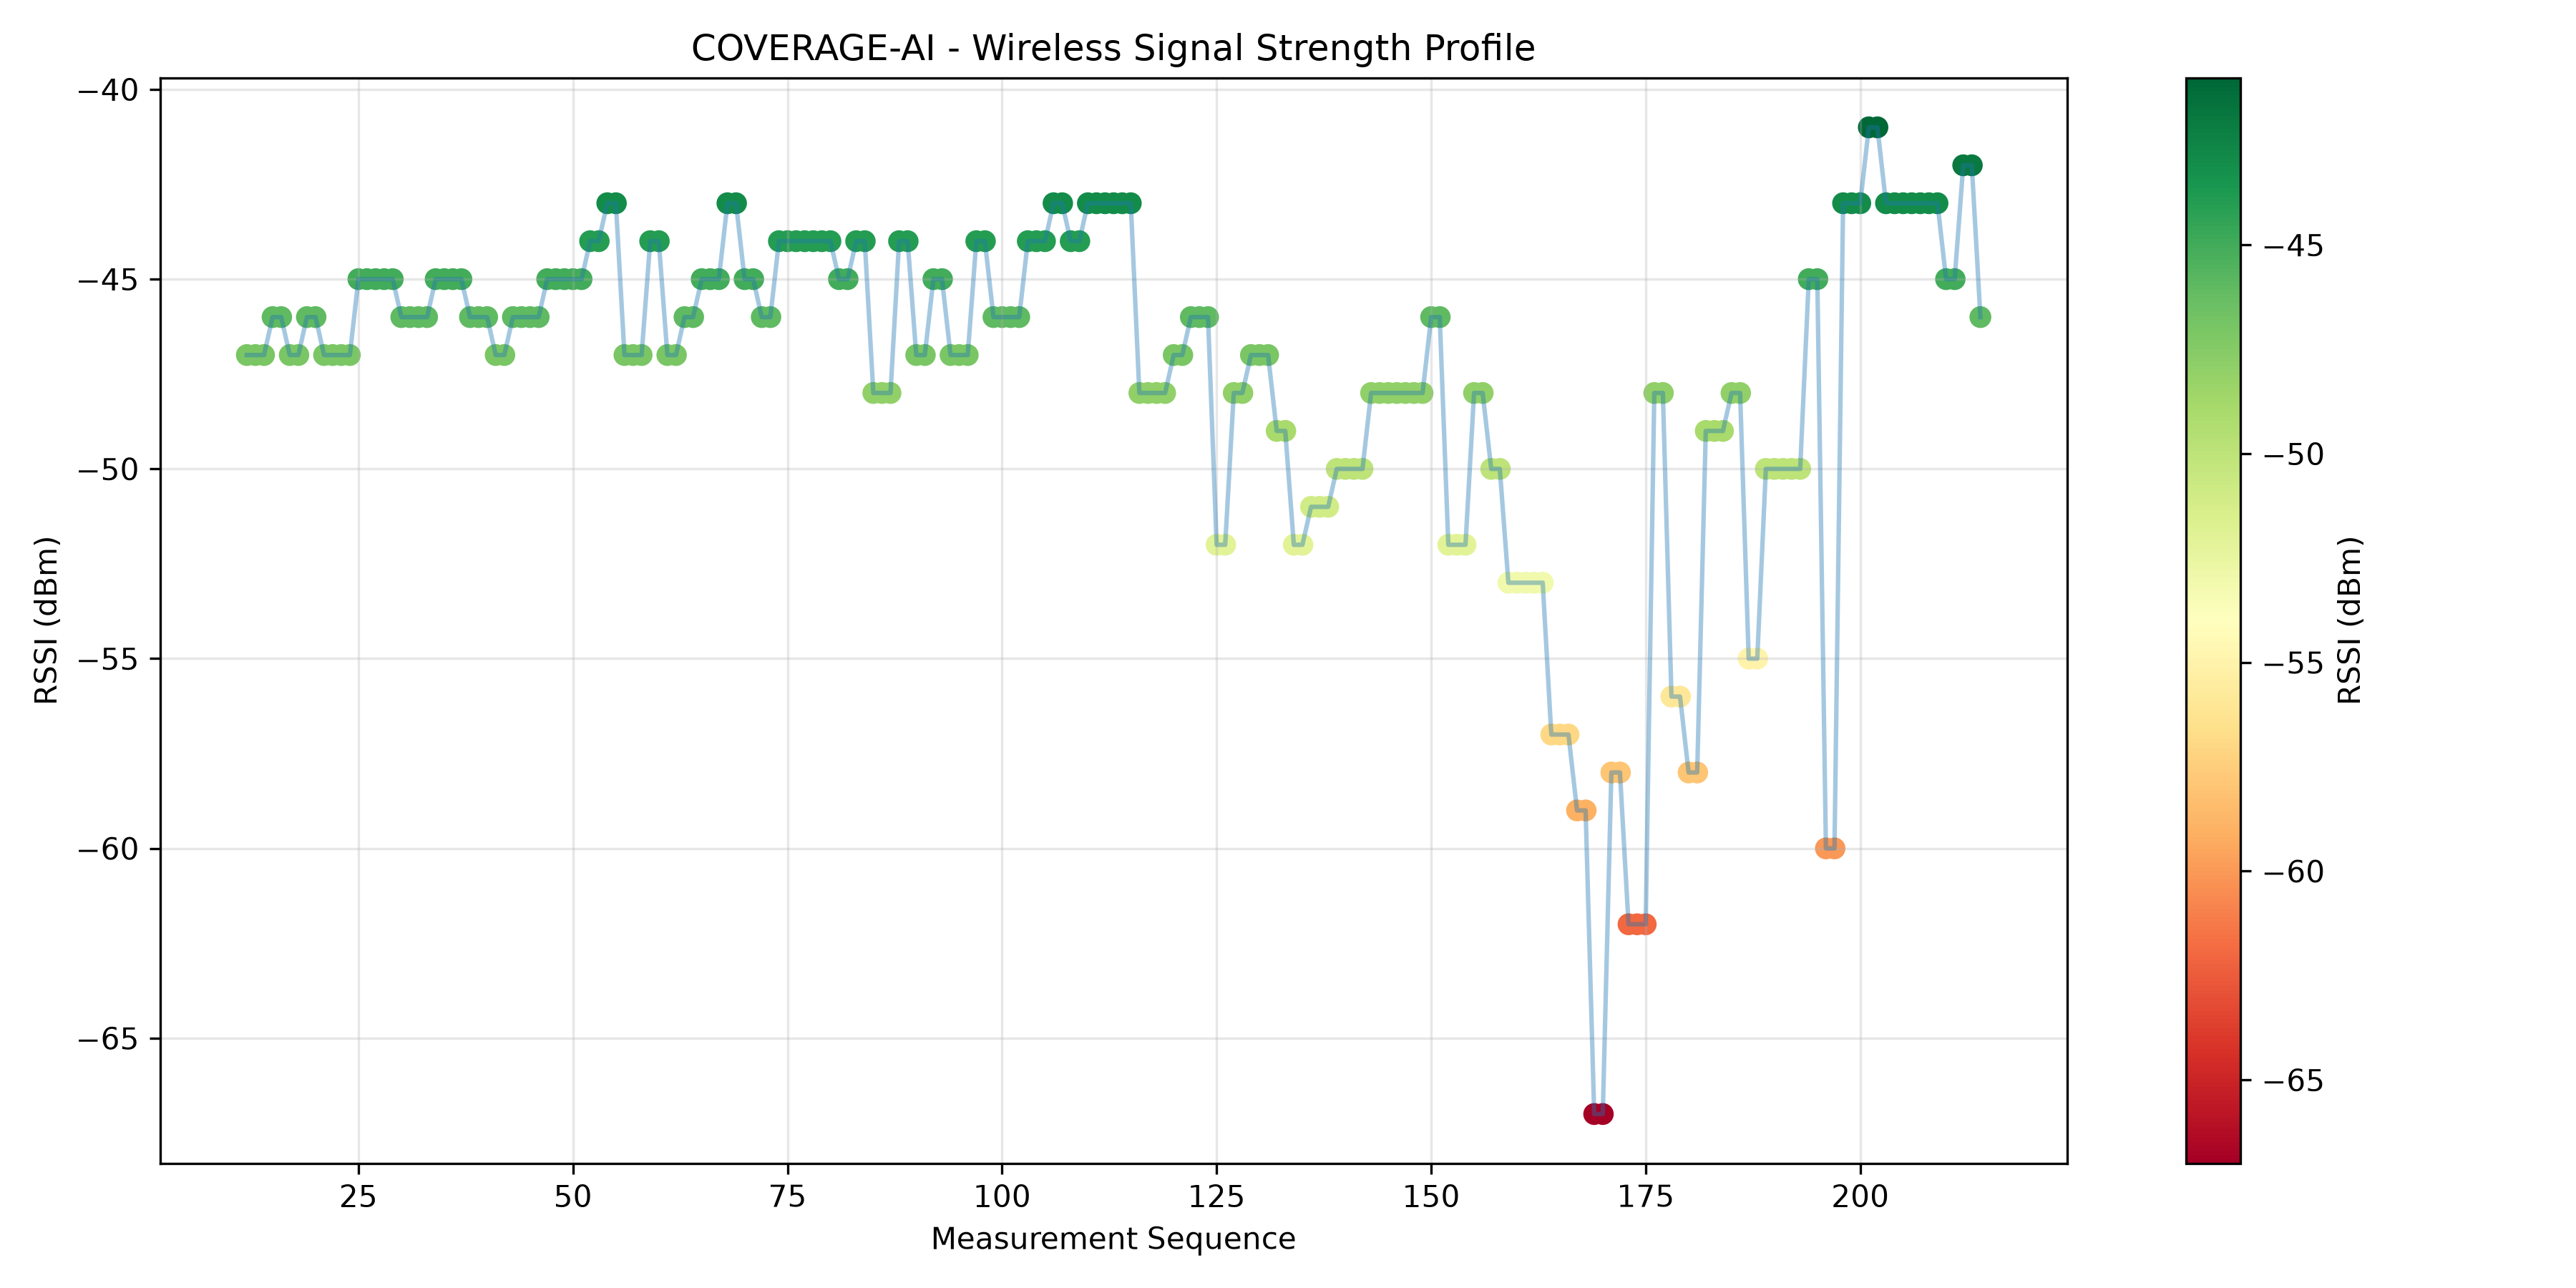 COVERAGE-AI - Wireless Signal Strength Profile
−40
−45
−50
−55
−60
−65
RSSI (dBm)
25 50 75 100 125 150 175 200
Measurement Sequence
−45
−50
−55
−60
−65
RSSI (dBm)